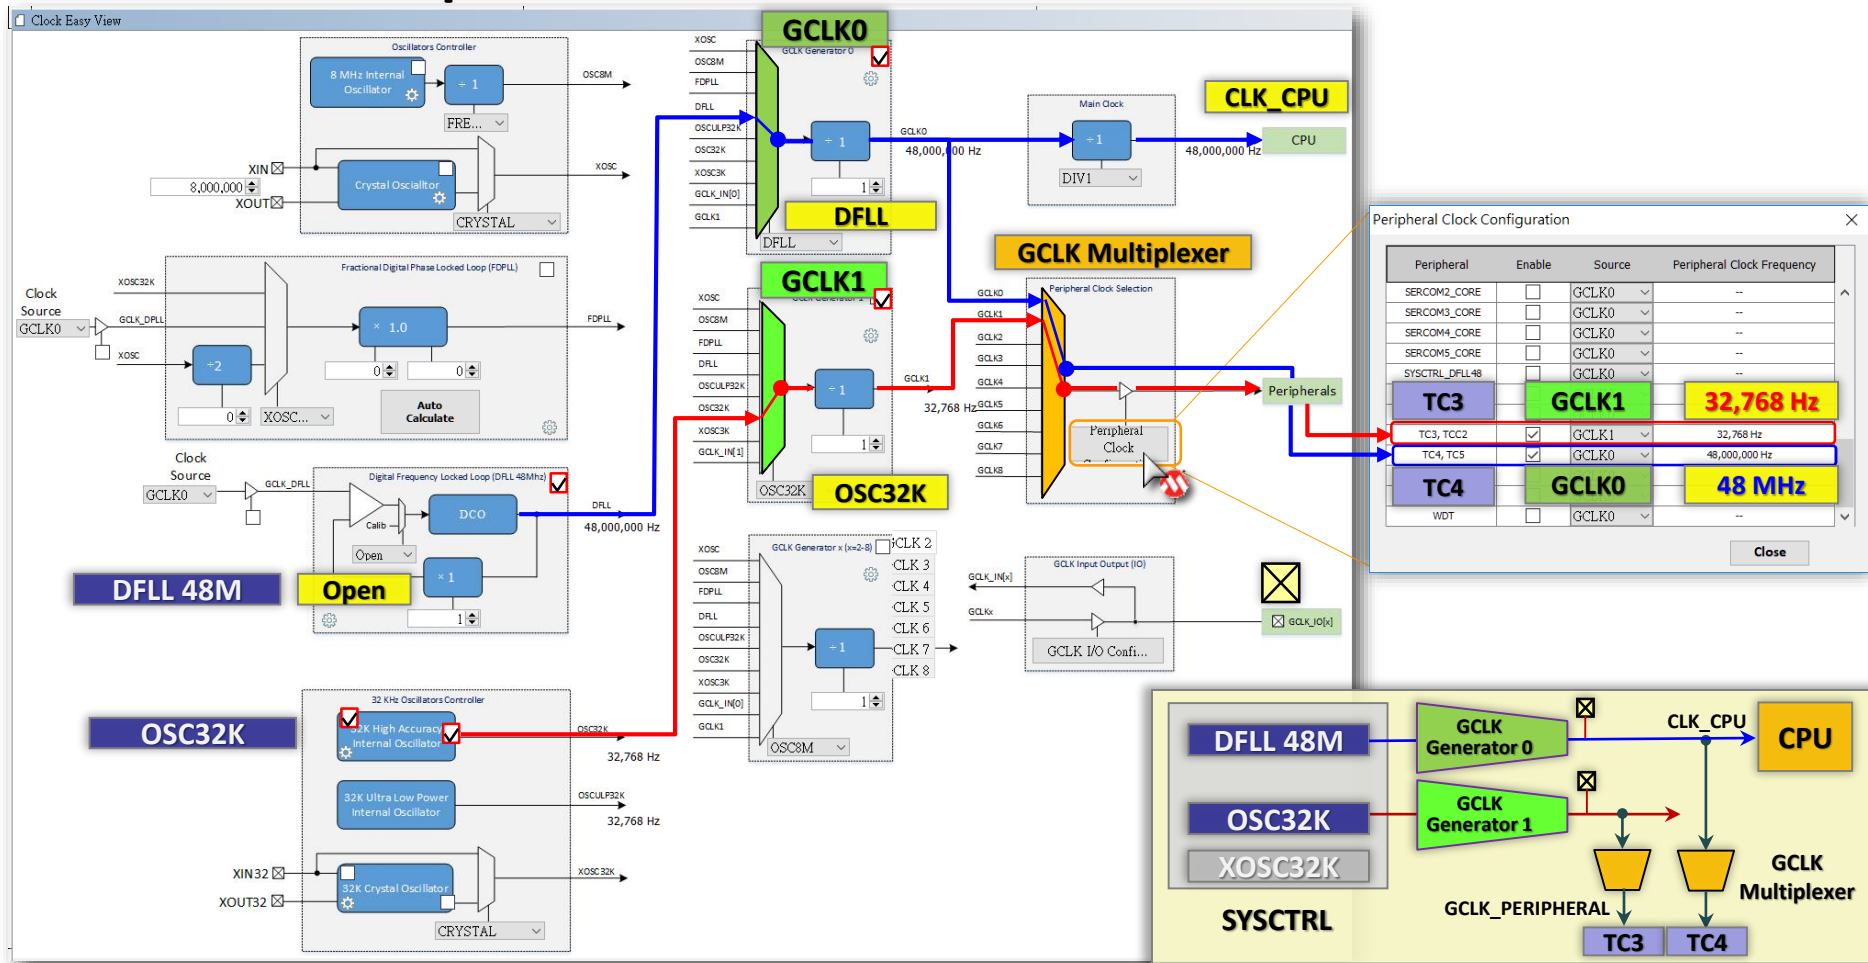 Clock Easy View
Oscillators Controller
8 MHz Internal
Oscillator
÷ 1
FRE...
OSC8M
XIN
8,000,000
XOUT
Crystal Oscialltor
CRYSTAL
XOSC
Fractional Digital Phase Locked Loop (FDPLL)
Clock
Source
GCLK0
XOSC32K
GCLK_DPLL
XOSC
÷2
0
XOSC...
× 1.0
0
0
Auto
Calculate
FDPLL
Clock
Source
GCLK0
GCLK_DFLL
Digital Frequency Locked Loop (DFLL 48Mhz)
Calib
DCO
Open
× 1
1
DFLL
48,000,000 Hz
DFLL 48M
Open
32 KHz Oscillators Controller
OSC32K
32K High Accuracy
Internal Oscillator
OSC32K
32,768 Hz
32K Ultra Low Power
Internal Oscillator
OSCULP32K
32,768 Hz
XIN32
XOUT32
32K Crystal Oscillator
CRYSTAL
XOSC32K
GCLK0
GCLK Generator 0
XOSC
OSC8M
FDPLL
DFLL
OSCULP32K
OSC32K
XOSC3K
GCLK_IN[0]
GCLK1
÷ 1
1
DFLL
DFLL
GCLK0
48,000,000 Hz
Main Clock
÷1
DIV1
48,000,000 Hz
CLK_CPU
CPU
GCLK1
GCLK Generator 1
XOSC
OSC8M
FDPLL
DFLL
OSCULP32K
OSC32K
XOSC3K
GCLK_IN[1]
÷1
1
OSC32K
OSC32K
GCLK1
32,768 Hz
GCLK Multiplexer
Peripheral Clock Selection
GCLK0
GCLK1
GCLK2
GCLK3
GCLK4
GCLK5
GCLK6
GCLK7
GCLK8
Peripheral
Clock
Peripherals
GCLK Generator x (x=2-8)
XOSC
OSC8M
FDPLL
DFLL
OSCULP32K
OSC32K
XOSC3K
GCLK_IN[0]
GCLK1
÷1
1
OSC8M
GCLK 2
CLK 3
CLK 4
CLK 5
CLK 6
CLK 7
CLK 8
GCLK Input Output (IO)
GCLK_IN[x]
GCLKx
GCLK I/O Confi...
GCLK_IO[x]
Peripheral Clock Configuration
Peripheral Enable Source Peripheral Clock Frequency
SERCOM2_CORE GCLK0 --
SERCOM3_CORE GCLK0 --
SERCOM4_CORE GCLK0 --
SERCOM5_CORE GCLK0 --
SYSCTRL_DFLL48 GCLK0 --
TC3 GCLK1 32,768 Hz
TC3, TCC2 GCLK1 32,768 Hz
TC4, TC5 GCLK0 48,000,000 Hz
TC4 GCLK0 48 MHz
WDT GCLK0 --
Close
DFLL 48M
OSC32K
XOSC32K
SYSCTRL
GCLK
Generator 0
GCLK
Generator 1
CLK_CPU
CPU
GCLK
Multiplexer
GCLK_PERIPHERAL
TC3
TC4